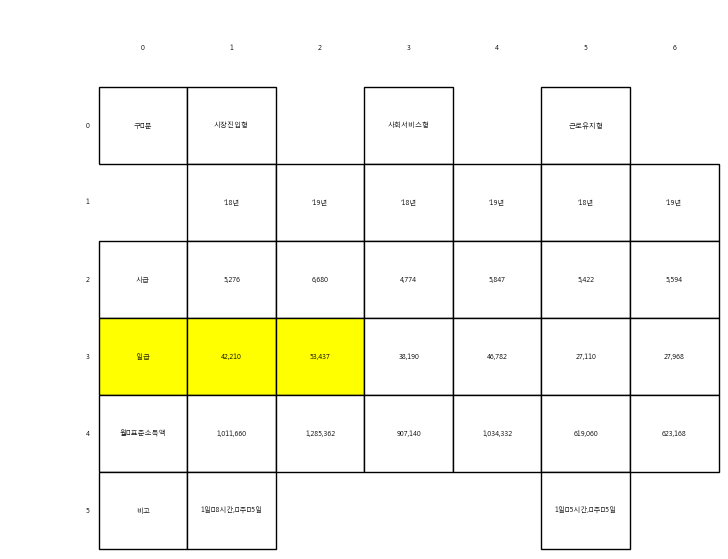 0 1 2 3 4 5 6
0 구 분 시장진입형 사회서비스형 근로유지형
1 '18년 '19년 '18년 '19년 '18년 '19년
2 시급 5,276 6,680 4,774 5,847 5,422 5,594
3 일급 42,210 53,437 38,190 46,782 27,110 27,968
4 월 표준소득액 1,011,660 1,285,362 907,140 1,034,332 619,060 623,168
5 비고 1일 8시간, 주 5일 1일 5시간, 주 5일